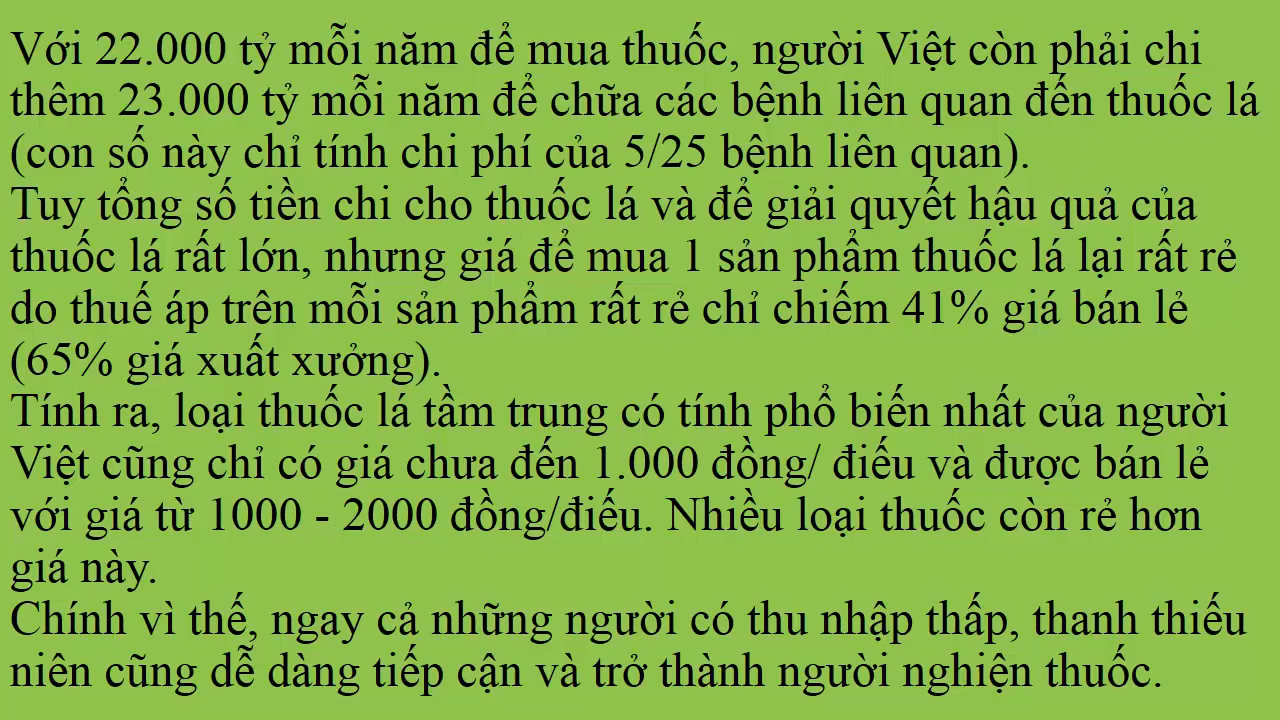 Với 22.000 tỷ mỗi năm để mua thuốc, người Việt còn phải chi
thêm 23.000 tỷ mỗi năm để chữa các bệnh liên quan đến thuốc lá
(con số này chỉ tính chi phí của 5/25 bệnh liên quan).
Tuy tổng số tiền chi cho thuốc lá và để giải quyết hậu quả của
thuốc lá rất lớn, nhưng giá để mua 1 sản phẩm thuốc lá lại rất rẻ
do thuế áp trên mỗi sản phẩm rất rẻ chỉ chiếm 41% giá bán lẻ
(65% giá xuất xưởng).
Tính ra, loại thuốc lá tầm trung có tính phổ biến nhất của người
Việt cũng chỉ có giá chưa đến 1.000 đồng/ điếu và được bán lẻ
với giá từ 1000 - 2000 đồng/điếu. Nhiều loại thuốc còn rẻ hơn
giá này.
Chính vì thế, ngay cả những người có thu nhập thấp, thanh thiếu
niên cũng dễ dàng tiếp cận và trở thành người nghiện thuốc.